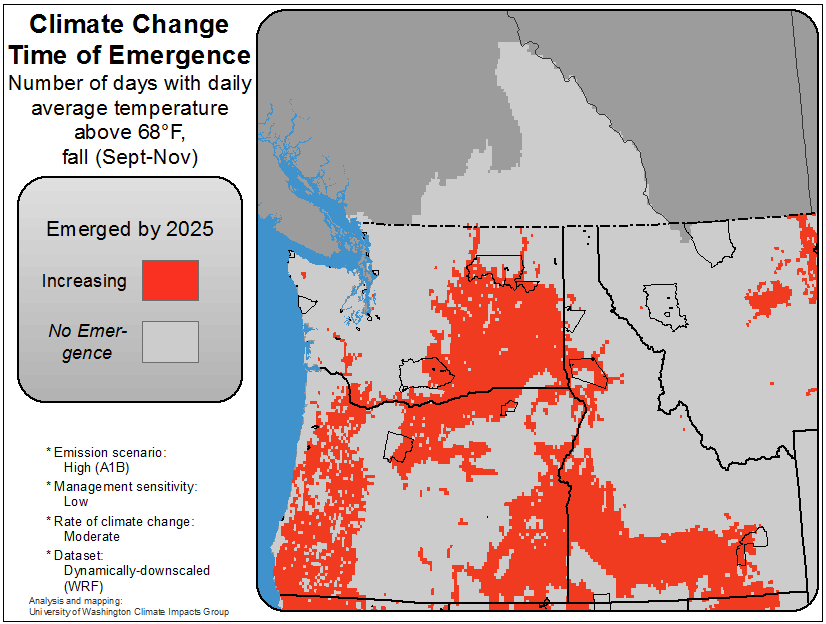 Climate Change
Time of Emergence
Number of days with daily
average temperature
above 68°F,
fall (Sept-Nov)
Emerged by 2025
Increasing
No Emer-
gence
* Emission scenario:
High (A1B)
* Management sensitivity:
Low
* Rate of climate change:
Moderate
* Dataset:
Dynamically-downscaled
(WRF)
Analysis and mapping:
University of Washington Climate Impacts Group